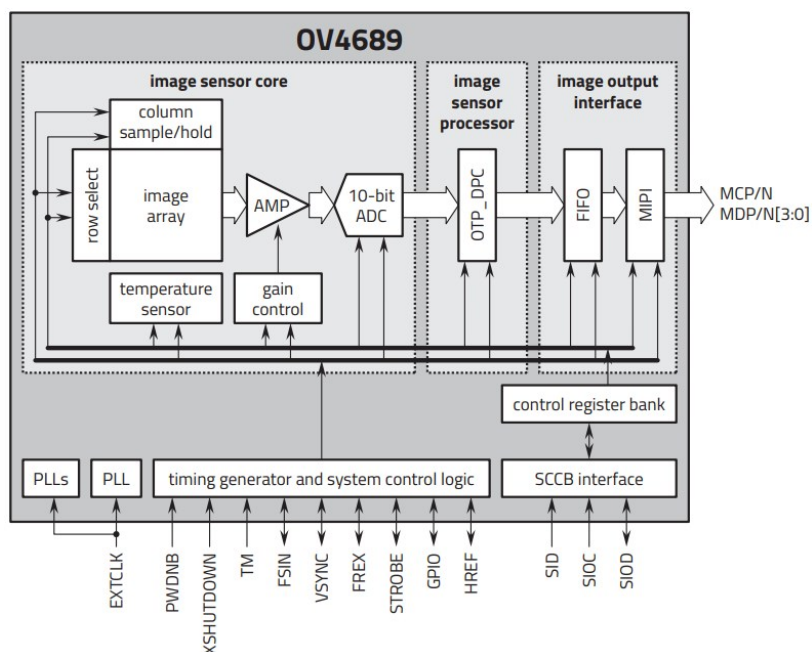 OV4689
image sensor core
image
sensor
processor
image output
interface
column
sample/hold
row select
image
array
AMP
10-bit
ADC
OTP_DPC
FIFO
MIPI
MCP/N
MDP/N[3:0]
temperature
sensor
gain
control
control register bank
PLLs
PLL
timing generator and system control logic
SCCB interface
EXTCLK
PWDNB
XSHUTDOWN
TM
FSIN
VSYNC
FREX
STROBE
GPIO
HREF
SID
SIOC
SIOD